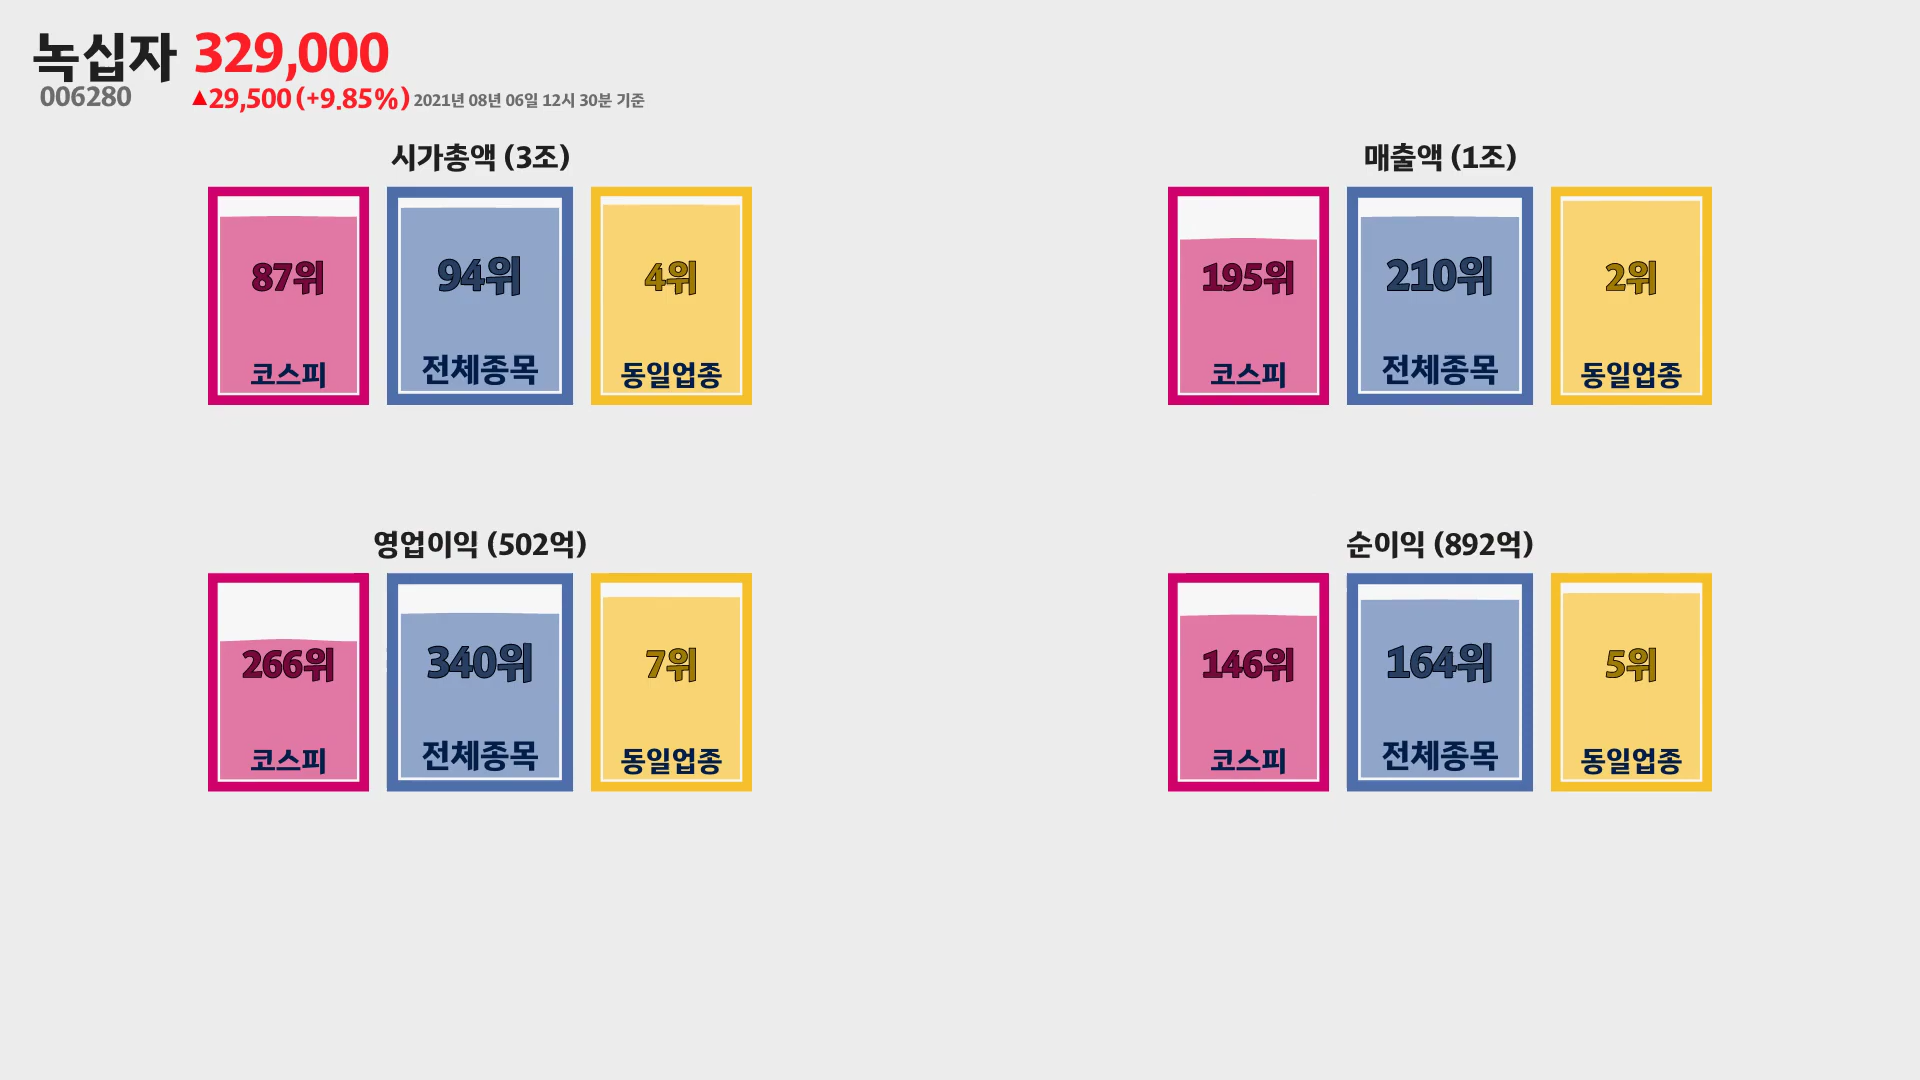 녹십자 329,000
006280 ▲29,500 (+9.85%) 2021년 08년 06일 12시 30분 기준
시가총액 (3조)
87위 94위 4위
코스피 전체종목 동일업종
매출액 (1조)
195위 210위 2위
코스피 전체종목 동일업종
영업이익 (502억)
266위 340위 7위
코스피 전체종목 동일업종
순이익 (892억)
146위 164위 5위
코스피 전체종목 동일업종